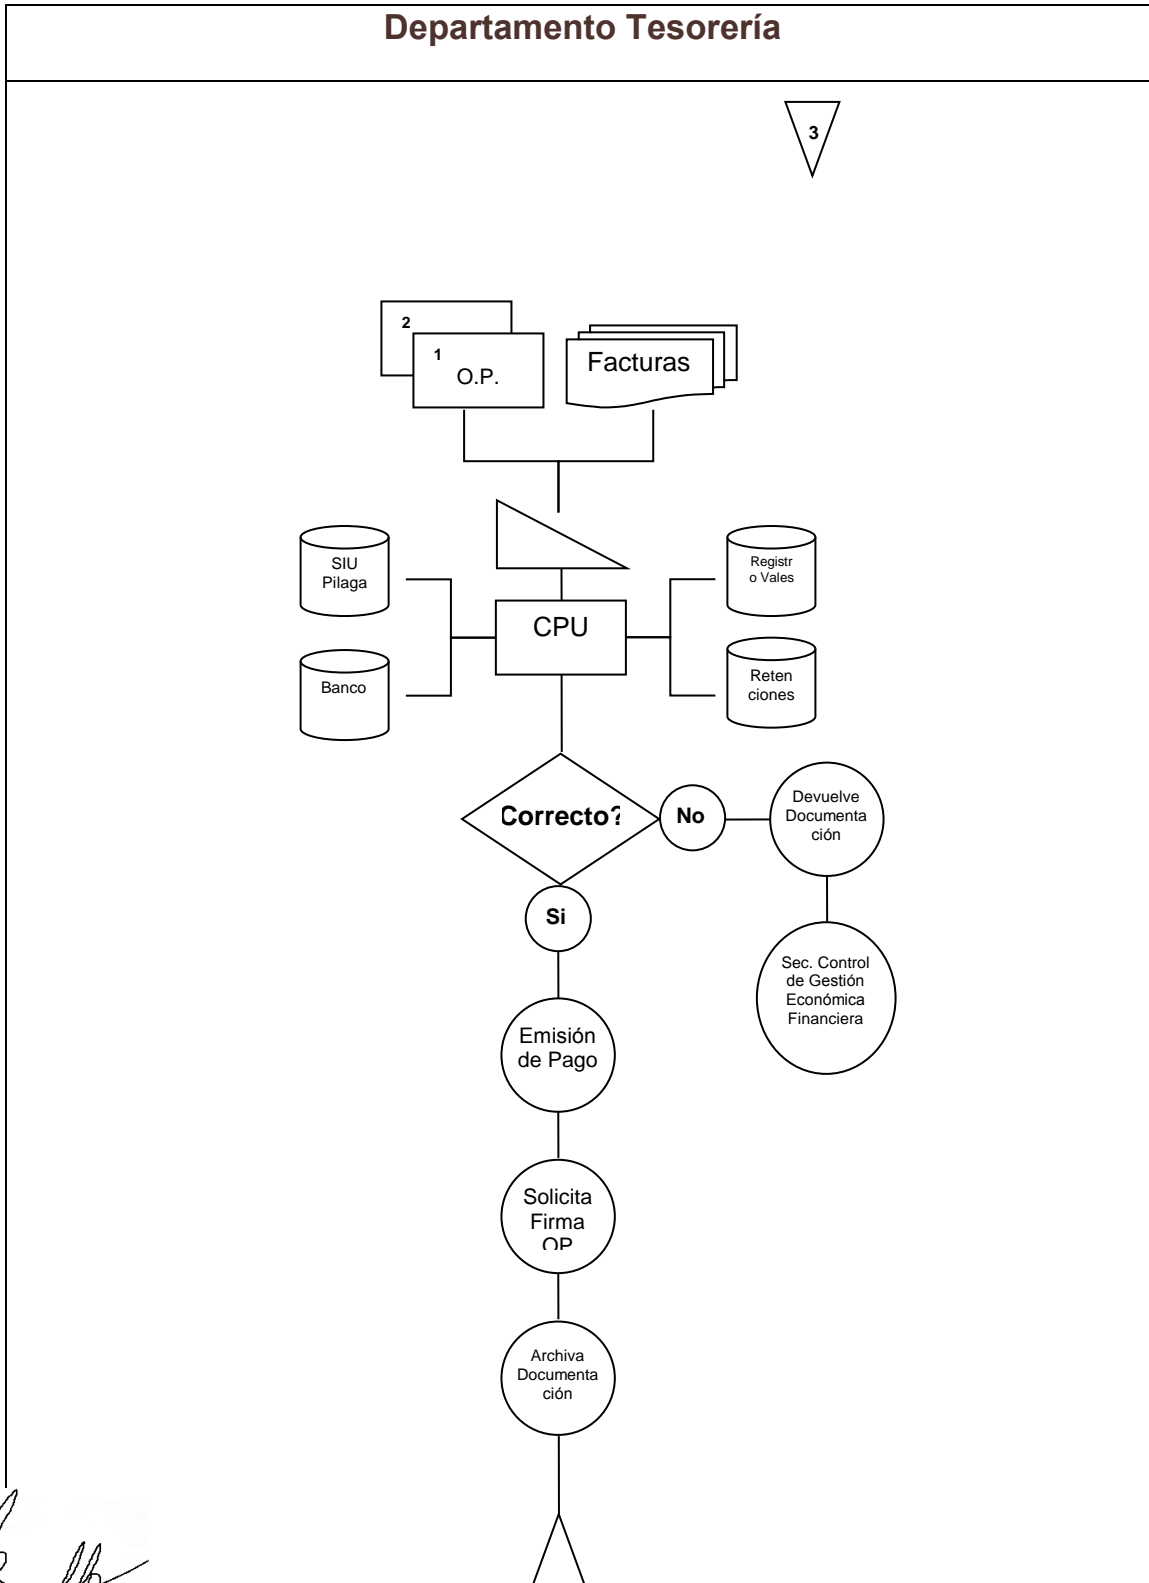 Departamento Tesorería
3
2
1
O.P.
Facturas
SIU
Pilaga
Registr
o Vales
CPU
Banco
Reten
ciones
Correcto?
No
Devuelve
Documenta
ción
Si
Sec. Control
de Gestión
Económica
Financiera
Emisión
de Pago
Solicita
Firma
OP
Archiva
Documenta
ción